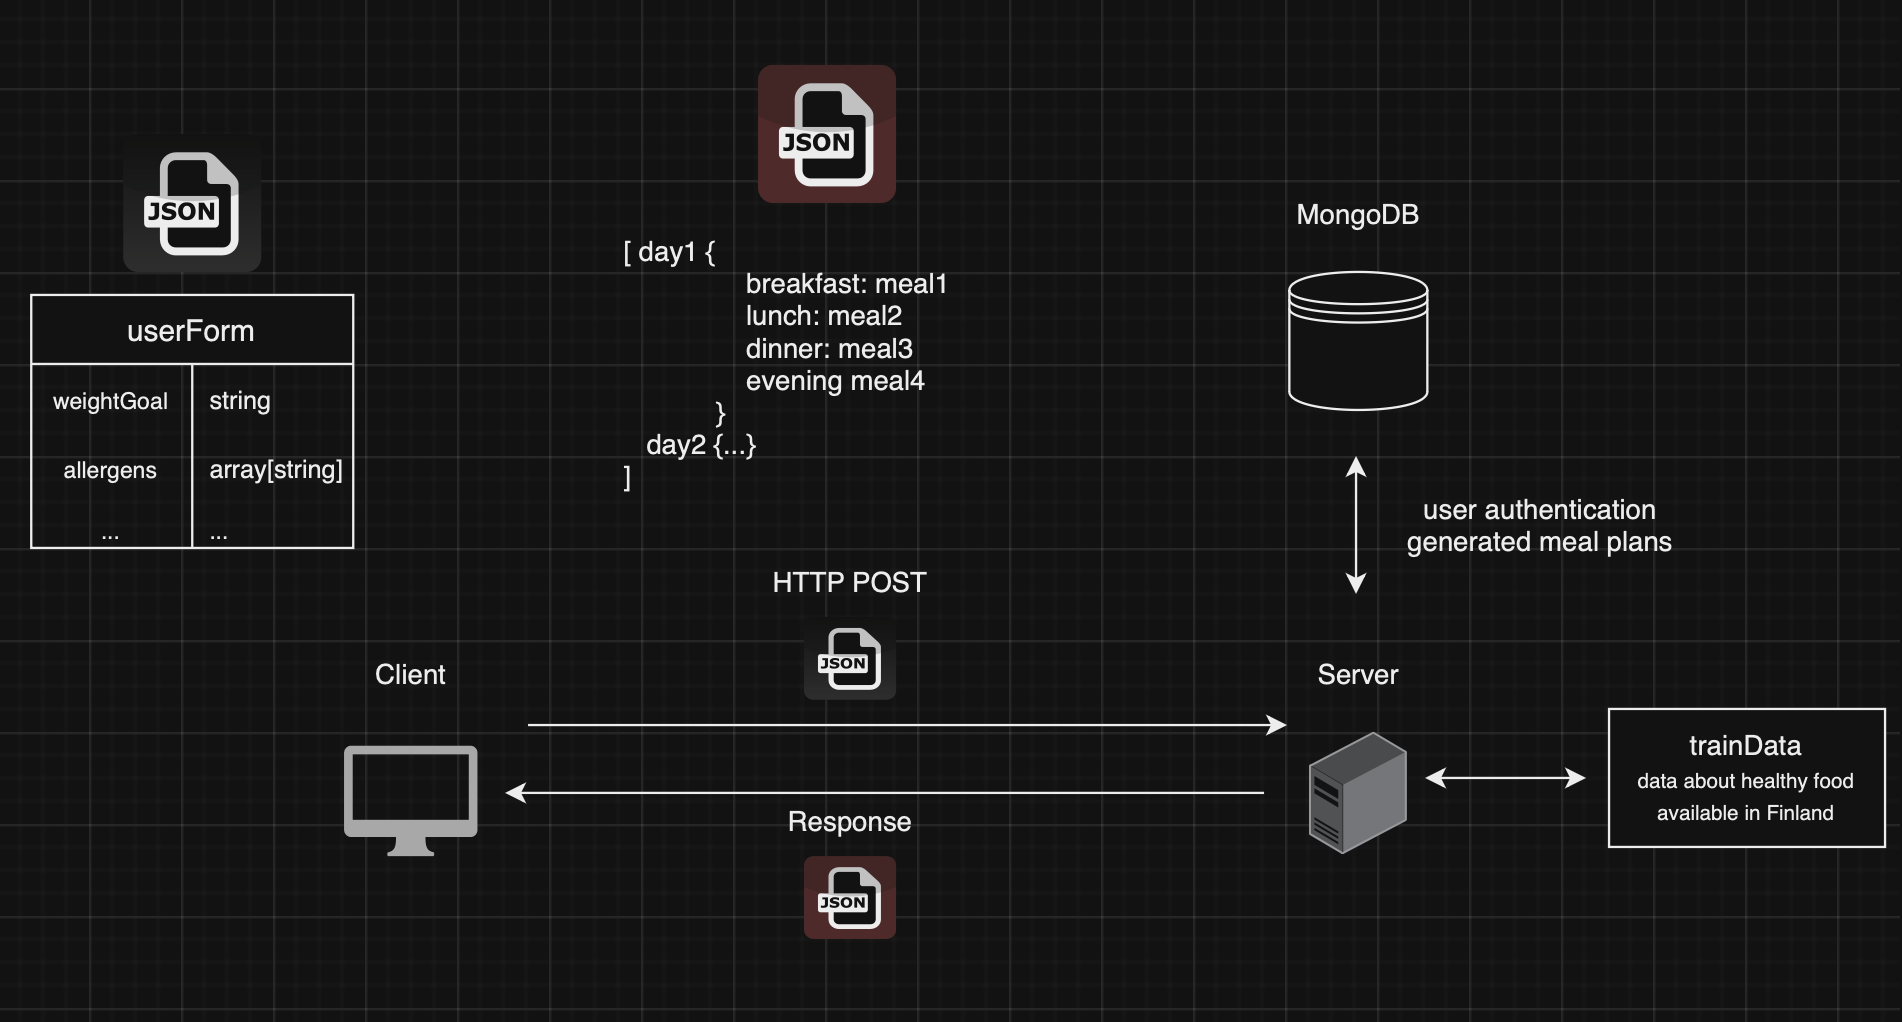 JSON
userForm
weightGoal string
allergens array[string]
... ...
JSON
[ day1 {
breakfast: meal1
lunch: meal2
dinner: meal3
evening meal4
}
day2 {...}
]
MongoDB
user authentication
generated meal plans
HTTP POST
JSON
Client
Server
Response
JSON
trainData
data about healthy food
available in Finland